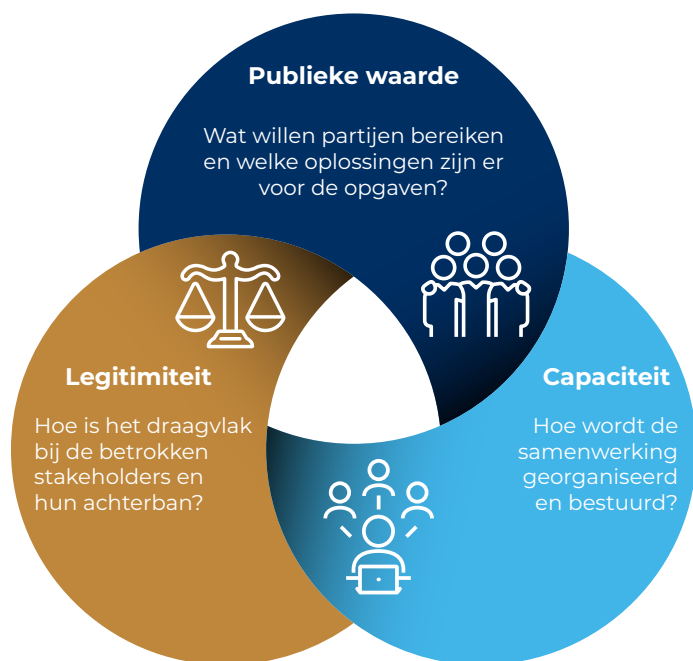 Publieke waarde
Wat willen partijen bereiken
en welke oplossingen zijn er
voor de opgaven?
Legitimiteit
Hoe is het draagvlak
bij de betrokken
stakeholders en
hun achterban?
Capaciteit
Hoe wordt de
samenwerking
georganiseerd
en bestuurd?